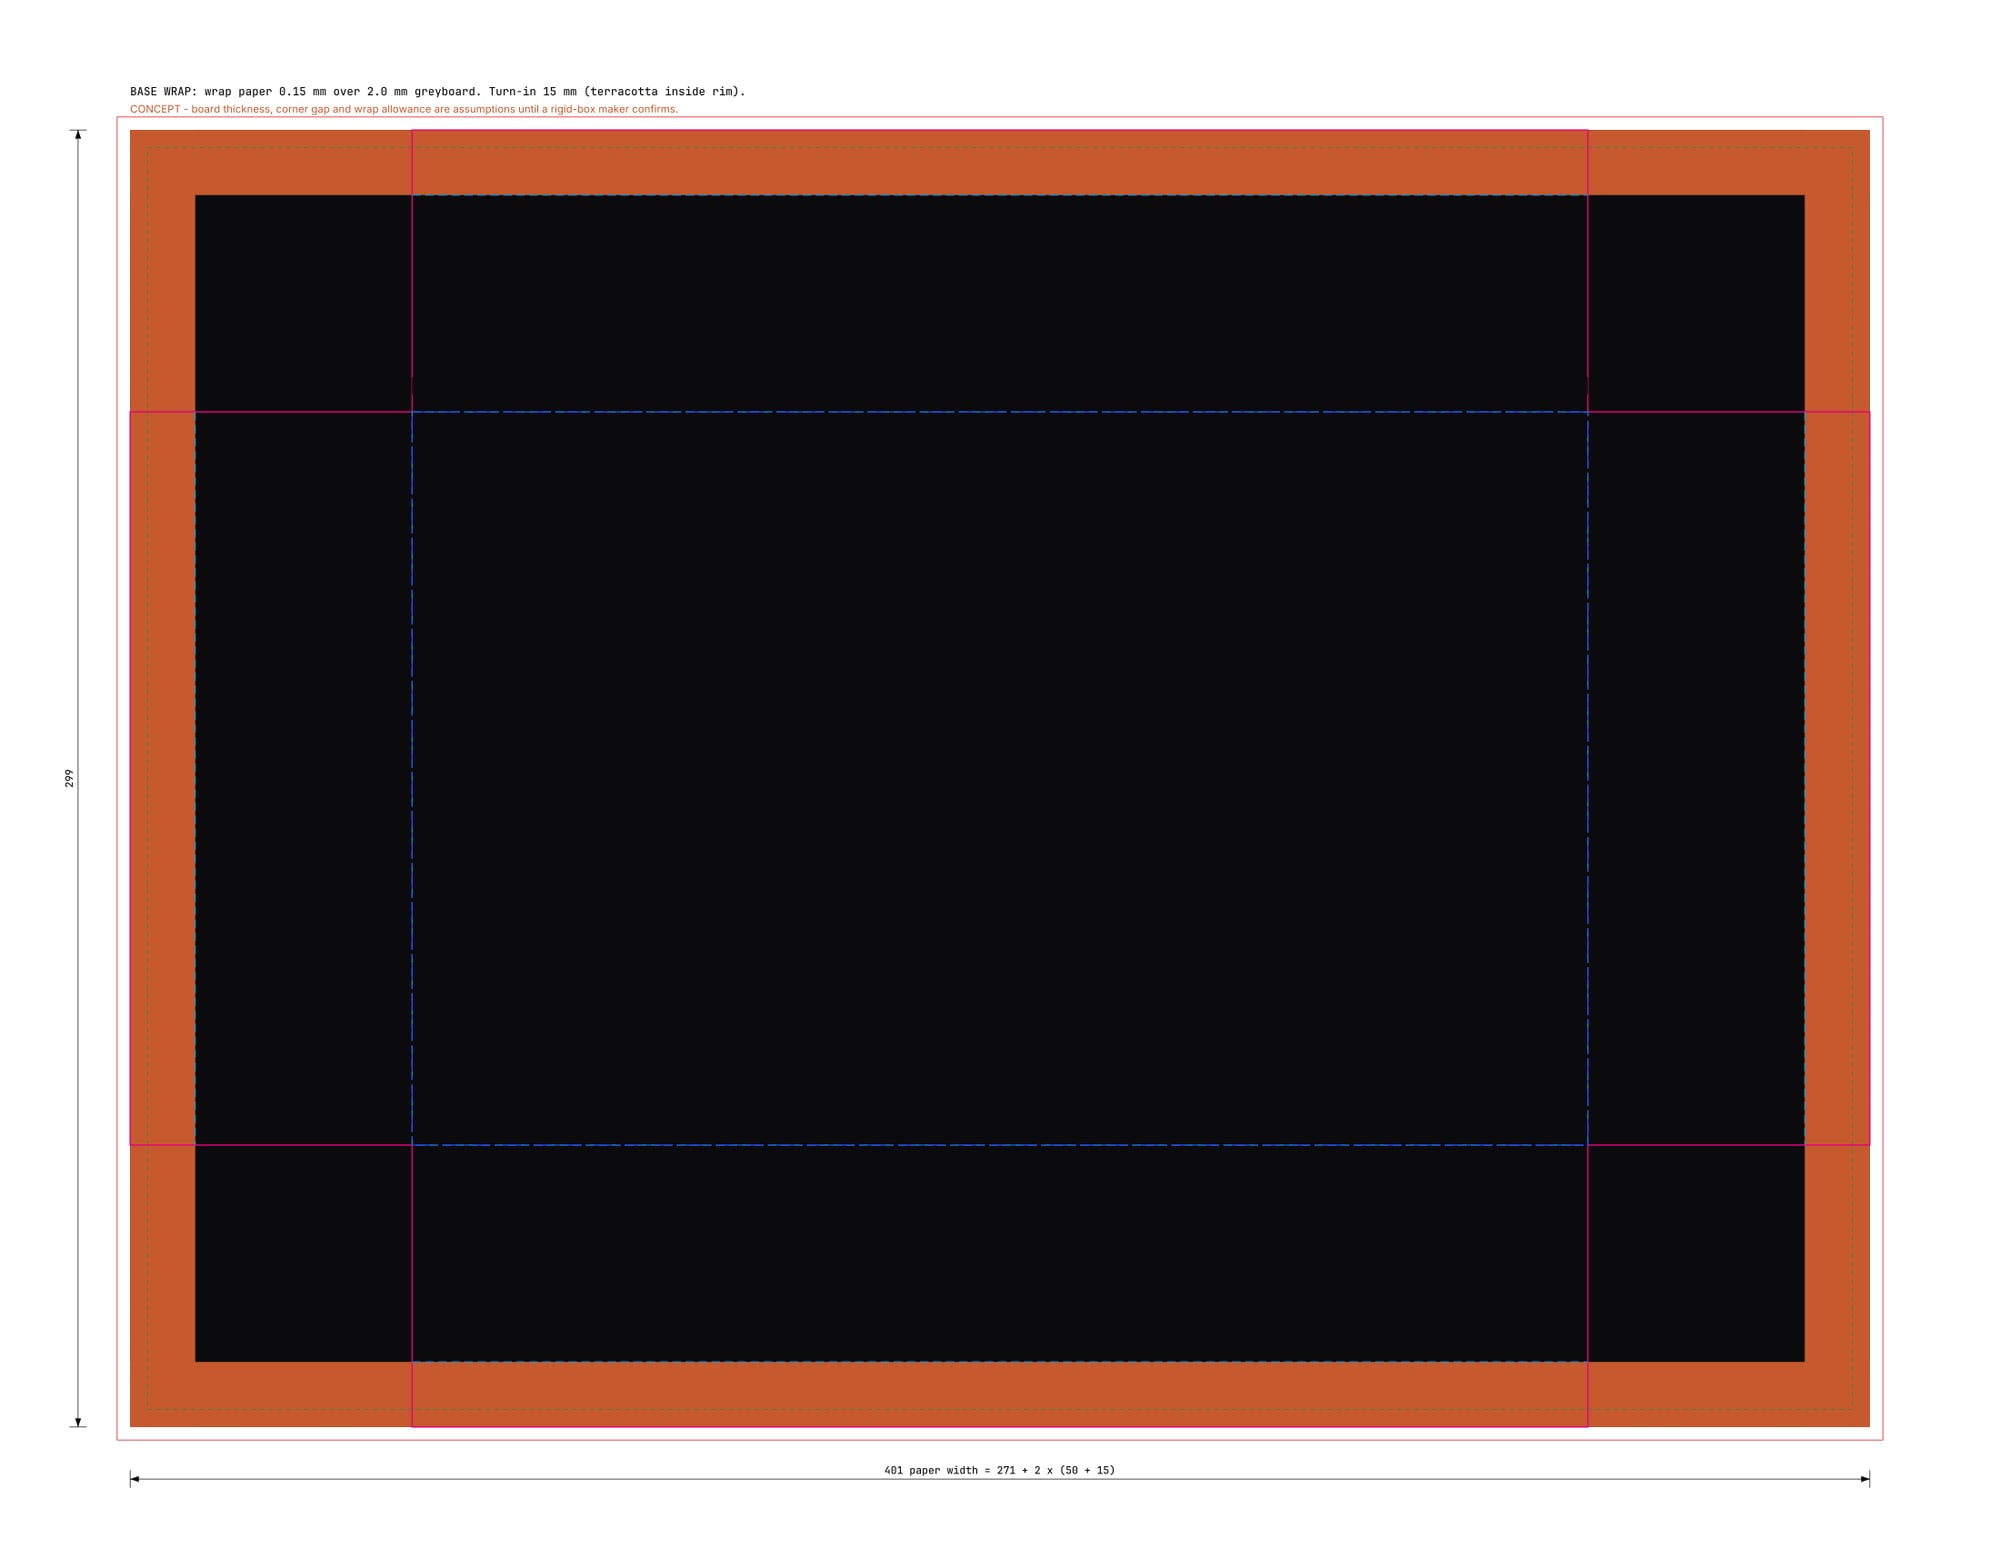 BASE WRAP: wrap paper 0.15 mm over 2.0 mm greyboard. Turn-in 15 mm (terracotta inside rim).
CONCEPT - board thickness, corner gap and wrap allowance are assumptions until a rigid-box maker confirms.
299
401 paper width = 271 + 2 x (50 + 15)